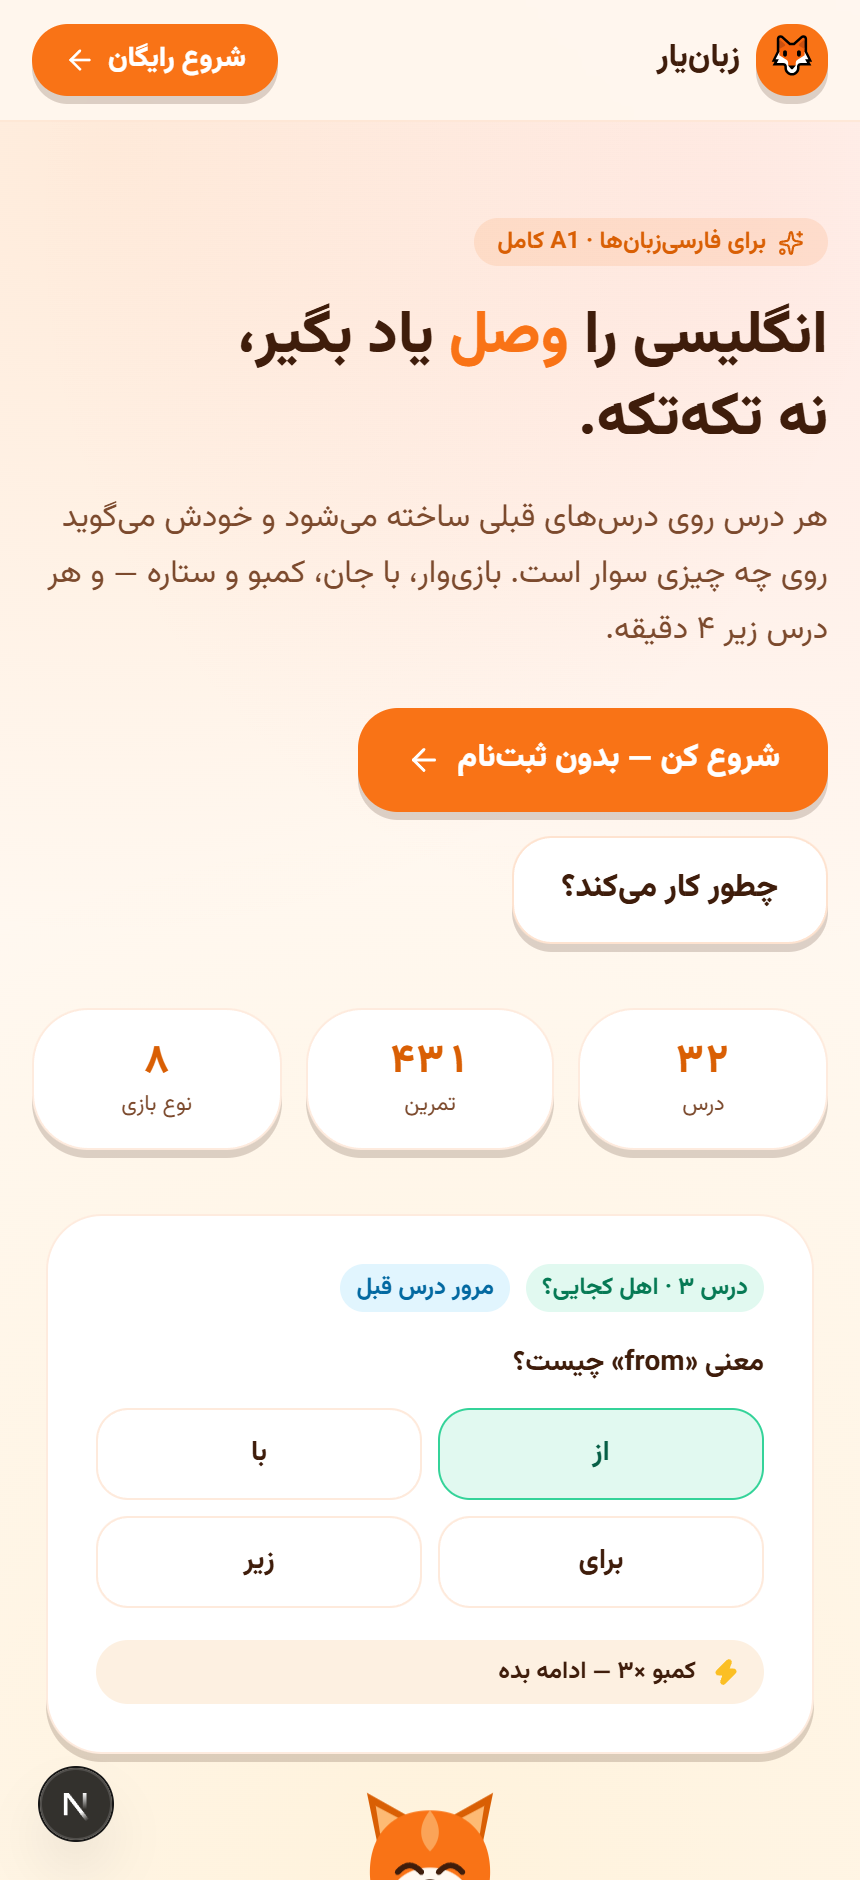 زبان‌یار
شروع رایگان
برای فارسی‌زبان‌ها · A1 کامل
انگلیسی را وصل یاد بگیر،
نه تکه‌تکه.
هر درس روی درس‌های قبلی ساخته می‌شود و خودش می‌گوید
روی چه چیزی سوار است. بازی‌وار، با جان، کمبو و ستاره — و هر
درس زیر ۴ دقیقه.
شروع کن — بدون ثبت‌نام
چطور کار می‌کند؟
۳۲
درس
۴۳۱
تمرین
۸
نوع بازی
درس ۳ · اهل کجایی؟
مرور درس قبل
معنی «from» چیست؟
از
با
برای
زیر
کمبو ×۳ — ادامه بده
N